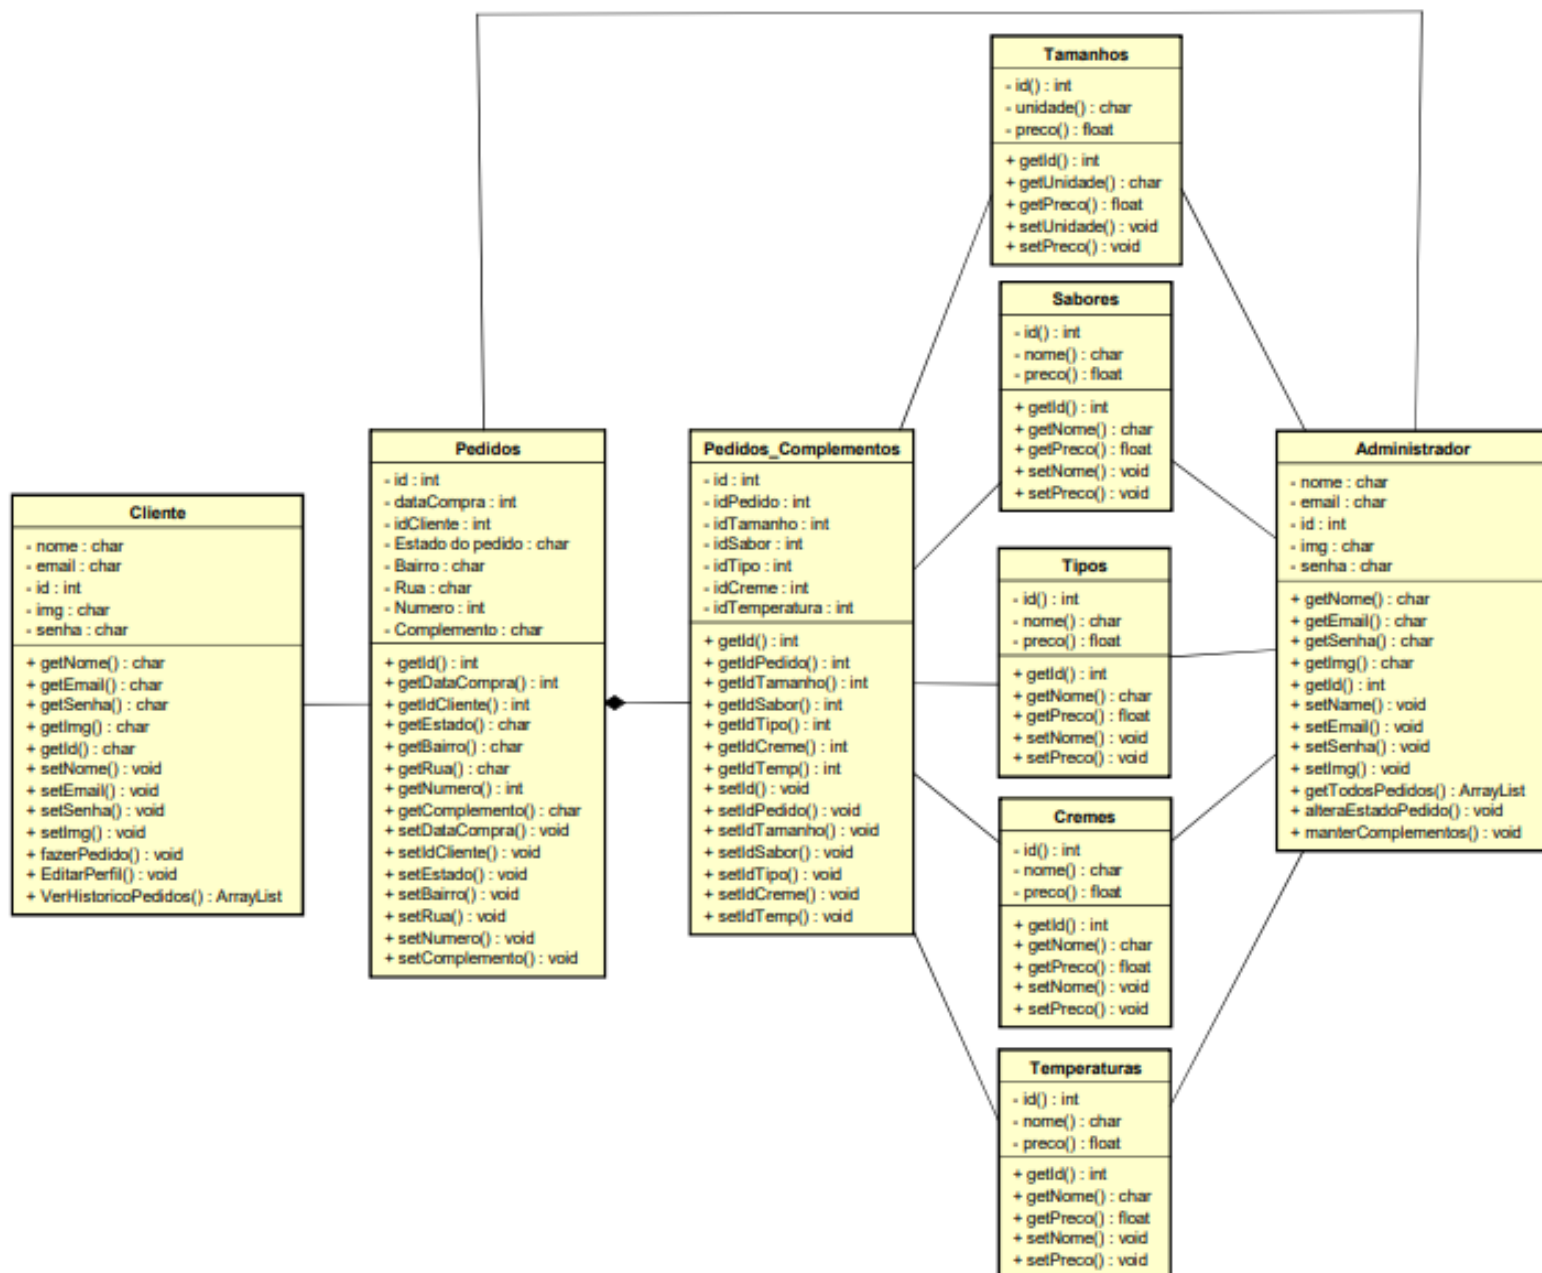 Cliente
- nome : char
- email : char
- id : int
- img : char
- senha : char
+ getNome() : char
+ getEmail() : char
+ getSenha() : char
+ getImg() : char
+ getId() : char
+ setNome() : void
+ setEmail() : void
+ setSenha() : void
+ setImg() : void
+ fazerPedido() : void
+ EditarPerfil() : void
+ VerHistoricoPedidos() : ArrayList
Pedidos
- id : int
- dataCompra : int
- idCliente : int
- Estado do pedido : char
- Bairro : char
- Rua : char
- Numero : int
- Complemento : char
+ getId() : int
+ getDataCompra() : int
+ getIdCliente() : int
+ getEstado() : char
+ getBairro() : char
+ getRua() : char
+ getNumero() : int
+ getComplemento() : char
+ setDataCompra() : void
+ setIdCliente() : void
+ setEstado() : void
+ setBairro() : void
+ setRua() : void
+ setNumero() : void
+ setComplemento() : void
Pedidos_Complementos
- id : int
- idPedido : int
- idTamanho : int
- idSabor : int
- idTipo : int
- idCreme : int
- idTemperatura : int
+ getId() : int
+ getIdPedido() : int
+ getIdTamanho() : int
+ getIdSabor() : int
+ getIdTipo() : int
+ getIdCreme() : int
+ getIdTemp() : int
+ setId() : void
+ setIdPedido() : void
+ setIdTamanho() : void
+ setIdSabor() : void
+ setIdTipo() : void
+ setIdCreme() : void
+ setIdTemp() : void
Tamanhos
- id() : int
- unidade() : char
- preco() : float
+ getId() : int
+ getUnidade() : char
+ getPreco() : float
+ setUnidade() : void
+ setPreco() : void
Sabores
- id() : int
- nome() : char
- preco() : float
+ getId() : int
+ getNome() : char
+ getPreco() : float
+ setNome() : void
+ setPreco() : void
Tipos
- id() : int
- nome() : char
- preco() : float
+ getId() : int
+ getNome() : char
+ getPreco() : float
+ setNome() : void
+ setPreco() : void
Cremes
- id() : int
- nome() : char
- preco() : float
+ getId() : int
+ getNome() : char
+ getPreco() : float
+ setNome() : void
+ setPreco() : void
Temperaturas
- id() : int
- nome() : char
- preco() : float
+ getId() : int
+ getNome() : char
+ getPreco() : float
+ setNome() : void
+ setPreco() : void
Administrador
- nome : char
- email : char
- id : int
- img : char
- senha : char
+ getNome() : char
+ getEmail() : char
+ getSenha() : char
+ getImg() : char
+ getId() : int
+ setName() : void
+ setEmail() : void
+ setSenha() : void
+ setImg() : void
+ getTodosPedidos() : ArrayList
+ alteraEstadoPedido() : void
+ manterComplementos() : void